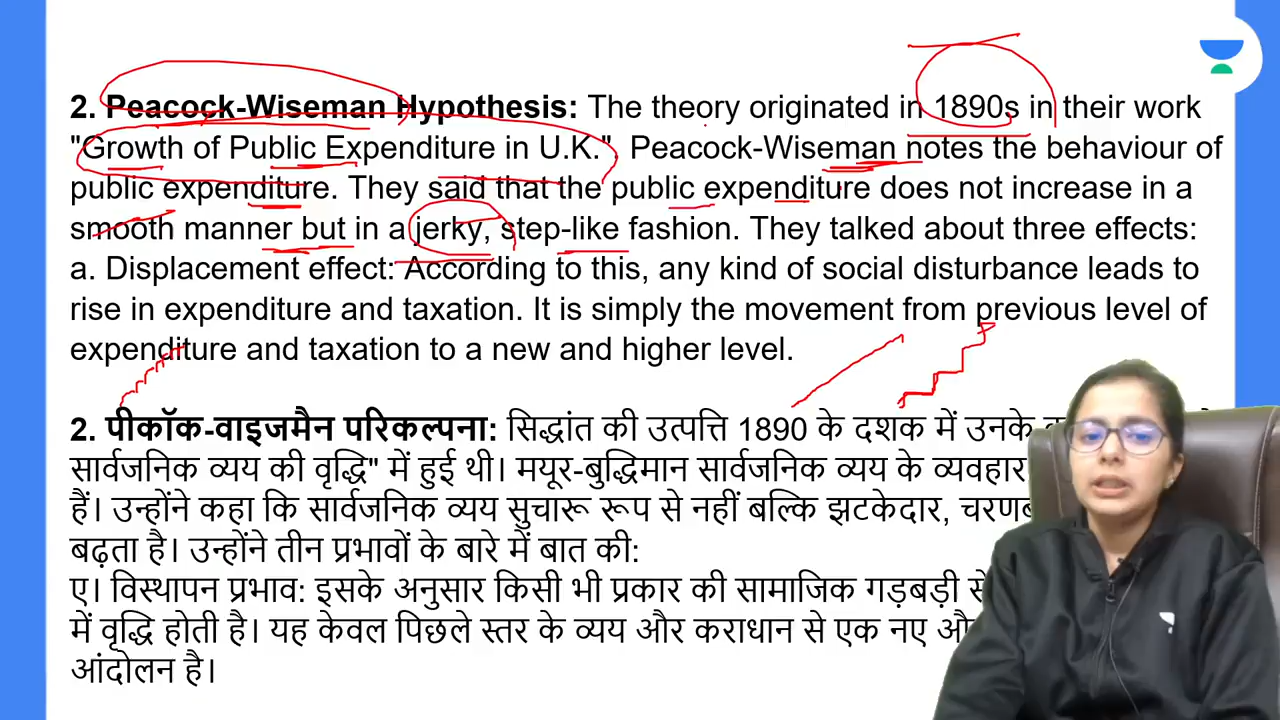 2. Peacock-Wiseman Hypothesis: The theory originated in 1890s in their work
"Growth of Public Expenditure in U.K." Peacock-Wiseman notes the behaviour of
public expenditure. They said that the public expenditure does not increase in a
smooth manner but in a jerky, step-like fashion. They talked about three effects:
a. Displacement effect: According to this, any kind of social disturbance leads to
rise in expenditure and taxation. It is simply the movement from previous level of
expenditure and taxation to a new and higher level.
2. पीकॉक-वाइजमैन परिकल्पना: सिद्धांत की उत्पत्ति 1890 के दशक में उनके
सार्वजनिक व्यय की वृद्धि" में हुई थी। मयूर-बुद्धिमान सार्वजनिक व्यय के व्यवहार
हैं। उन्होंने कहा कि सार्वजनिक व्यय सुचारू रूप से नहीं बल्कि झटकेदार,
बढ़ता है। उन्होंने तीन प्रभावों के बारे में बात की:
ए। विस्थापन प्रभाव: इसके अनुसार किसी भी प्रकार की सामाजिक गड़बड़ी से
में वृद्धि होती है। यह केवल पिछले स्तर के व्यय और कराधान से एक नए
आंदोलन है।